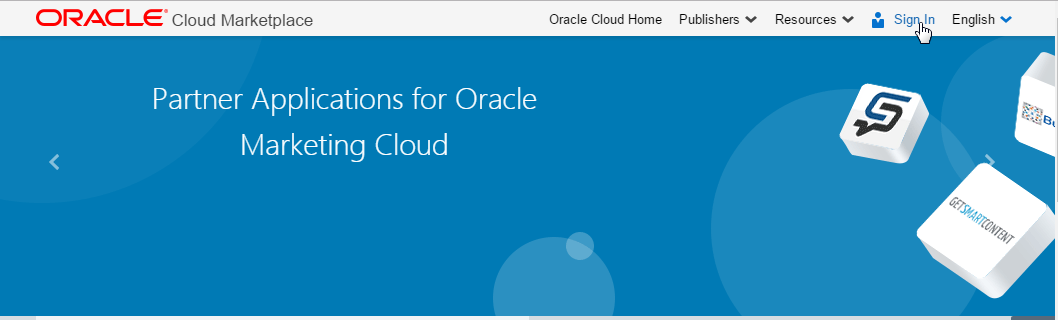 ORACLE® Cloud Marketplace Oracle Cloud Home Publishers Resources Sign In English
Partner Applications for Oracle
Marketing Cloud
GETSMARTCONTENT